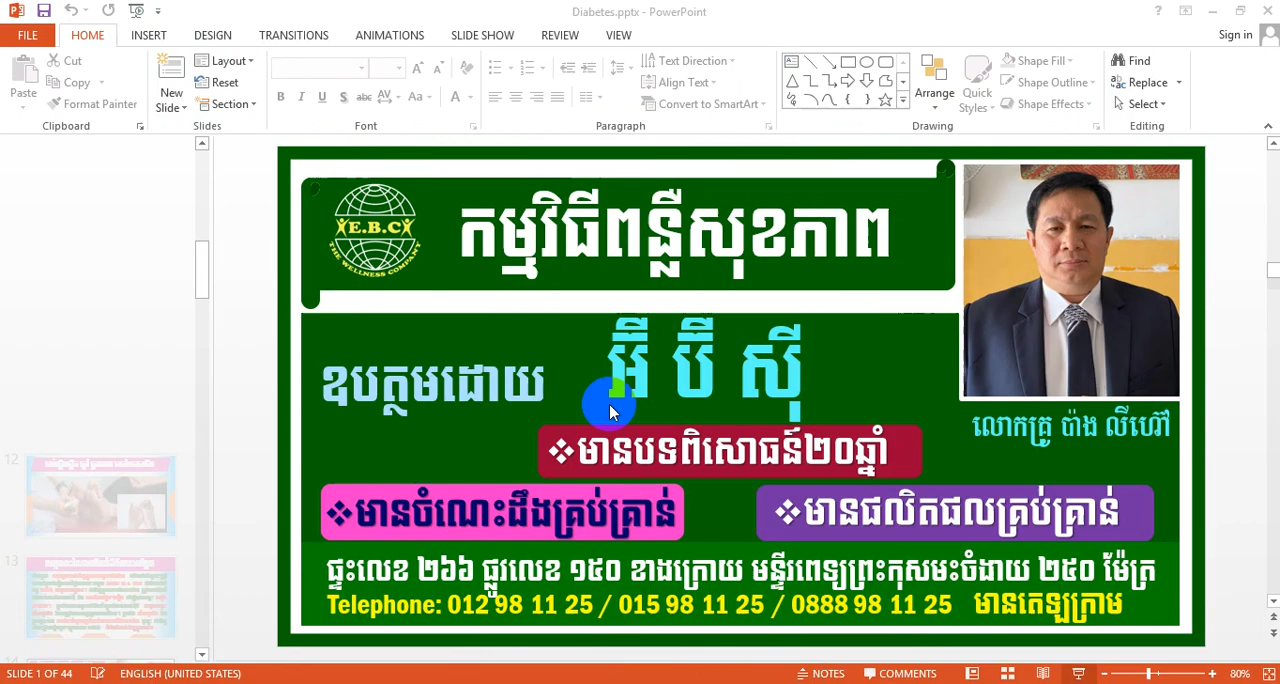 Diabetes.pptx - PowerPoint
FILE HOME INSERT DESIGN TRANSITIONS ANIMATIONS SLIDE SHOW REVIEW VIEW
Sign in
Paste
Cut
Copy
Format Painter
Clipboard
New Slide
Layout
Reset
Section
Slides
B I U S abc AV Aa A
Font
Text Direction
Align Text
Convert to SmartArt
Paragraph
Arrange
Quick Styles
Shape Fill
Shape Outline
Shape Effects
Drawing
Find
Replace
Select
Editing
E.B.C
THE WELLNESS COMPANY
កម្មវិធីពន្លឺសុខភាព
ឧបត្ថមដោយ
អ៊ី ប៊ី ស៊ី
លោកគ្រូ ប៉ាង លីហ៊ៅ
❖មានបទពិសោធន៍២០ឆ្នាំ
❖មានចំណេះដឹងគ្រប់គ្រាន់
❖មានផលិតផលគ្រប់គ្រាន់
ផ្ទះលេខ ២៦៦ ផ្លូវលេខ ១៥០ ខាងក្រោយ មន្ទីរពេទ្យព្រះកុសមះចំងាយ ២៥០ ម៉ែត្រ
Telephone: 012 98 11 25 / 015 98 11 25 / 0888 98 11 25 មានតេឡេក្រាម
12
13
SLIDE 1 OF 44
ENGLISH (UNITED STATES)
NOTES
COMMENTS
80%